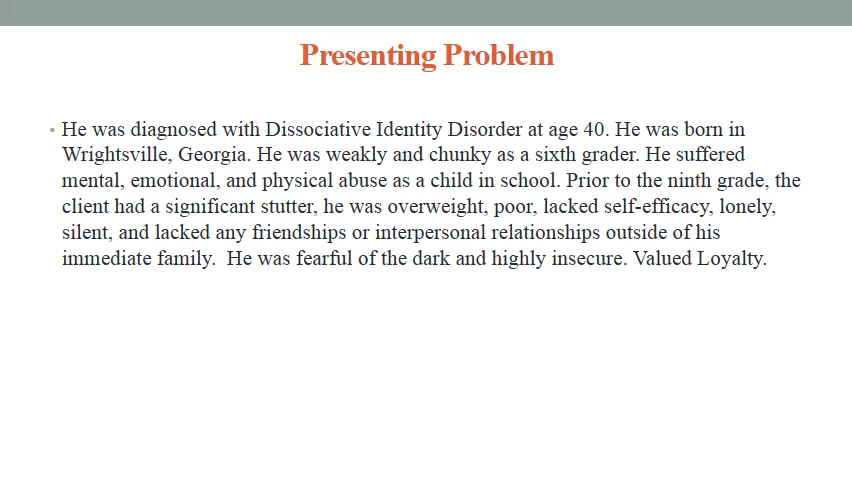 Presenting Problem
• He was diagnosed with Dissociative Identity Disorder at age 40. He was born in
Wrightsville, Georgia. He was weakly and chunky as a sixth grader. He suffered
mental, emotional, and physical abuse as a child in school. Prior to the ninth grade, the
client had a significant stutter, he was overweight, poor, lacked self-efficacy, lonely,
silent, and lacked any friendships or interpersonal relationships outside of his
immediate family.  He was fearful of the dark and highly insecure. Valued Loyalty.